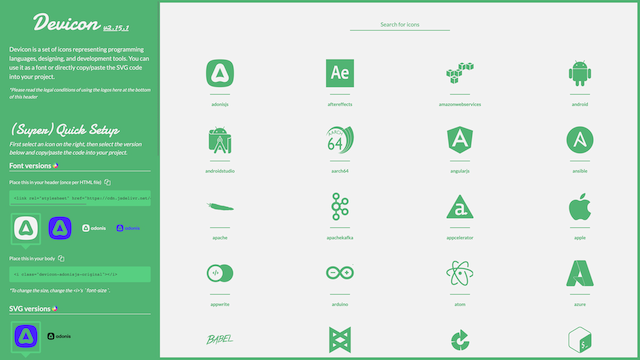 Devicon v2.15.1
Devicon is a set of icons representing programming
languages, designing, and development tools. You can
use it as a font or directly copy/paste the SVG code
into your project.
*Please read the legal conditions of using the logos here at the bottom
of this header
(Super) Quick Setup
First select an icon on the right, then select the version
below and copy/paste the code into your project.
Font versions
Place this in your header (once per HTML file)
<link rel="stylesheet" href="https://cdn.jsdelivr.net/
adonis adonis
Place this in your body
<i class="devicon-adonisjs-original"></i>
*To change the size, change the <i>'s "font-size".
SVG versions
adonis
Search for icons
adonisjs
Ae
aftereffects
amazonwebservices
android
androidstudio
64
aarch64
angularjs
ansible
apache
apachekafka
appcelerator
apple
appwrite
arduino
atom
azure
BABEL